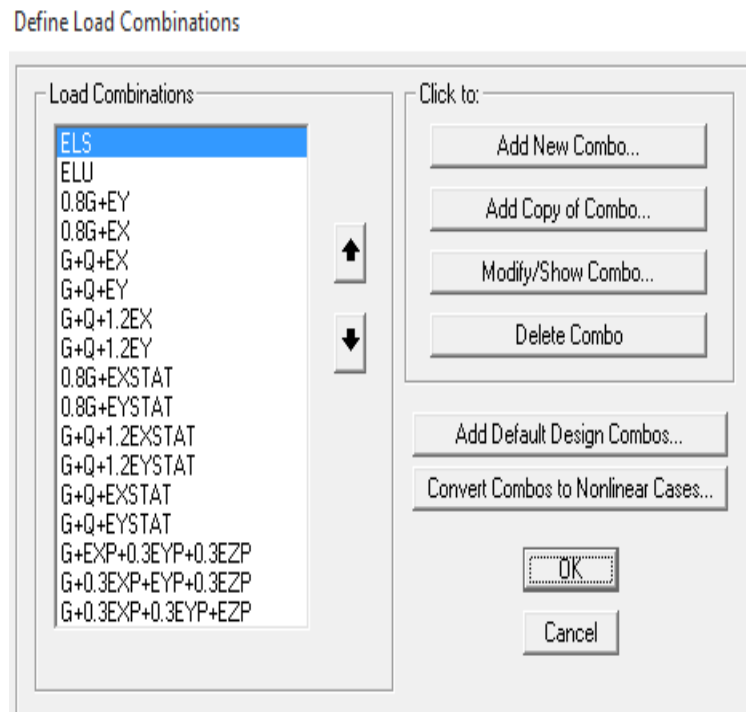 Define Load Combinations
Load Combinations
ELS
ELU
0.8G+EY
0.8G+EX
G+Q+EX
G+Q+EY
G+Q+1.2EX
G+Q+1.2EY
0.8G+EXSTAT
0.8G+EYSTAT
G+Q+1.2EXSTAT
G+Q+1.2EYSTAT
G+Q+EXSTAT
G+Q+EYSTAT
G+EXP+0.3EYP+0.3EZP
G+0.3EXP+EYP+0.3EZP
G+0.3EXP+0.3EYP+EZP
Click to:
Add New Combo...
Add Copy of Combo...
Modify/Show Combo...
Delete Combo
Add Default Design Combos...
Convert Combos to Nonlinear Cases...
OK
Cancel